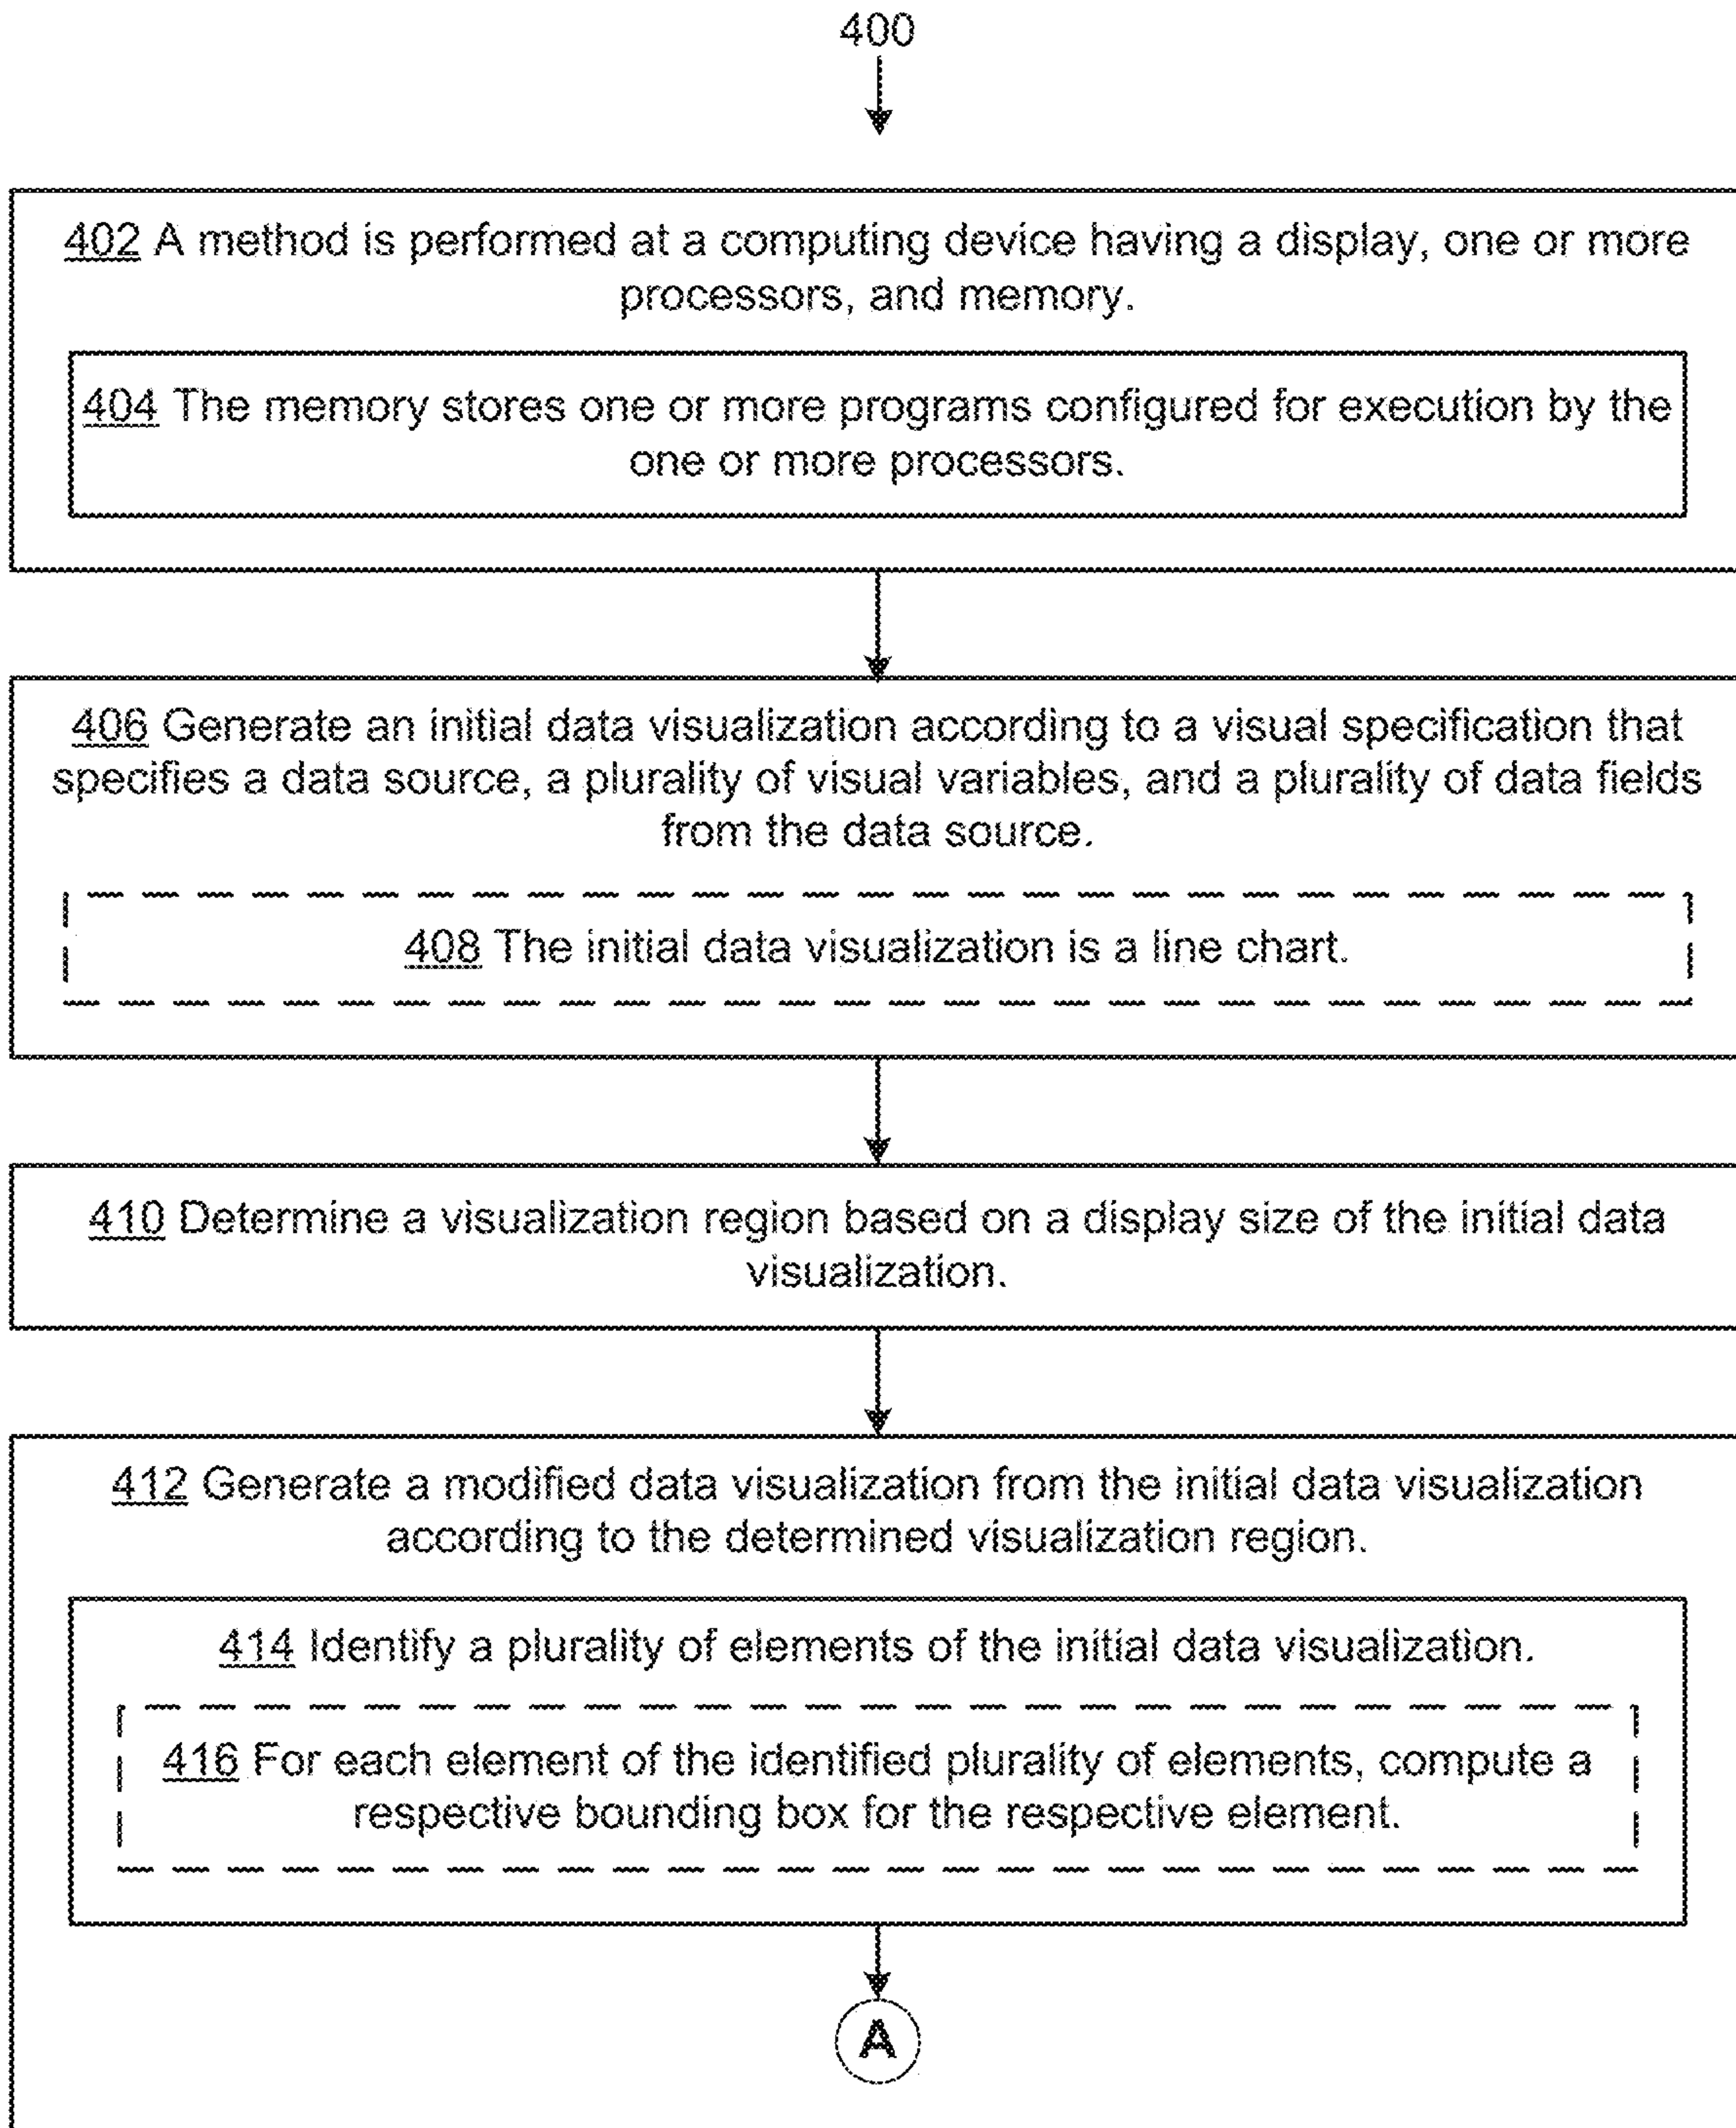 400
402 A method is performed at a computing device having a display, one or more
processors, and memory.
404 The memory stores one or more programs configured for execution by the
one or more processors.
406 Generate an initial data visualization according to a visual specification that
specifies a data source, a plurality of visual variables, and a plurality of data fields
from the data source.
408 The initial data visualization is a line chart.
410 Determine a visualization region based on a display size of the initial data
visualization.
412 Generate a modified data visualization from the initial data visualization
according to the determined visualization region.
414 Identify a plurality of elements of the initial data visualization.
416 For each element of the identified plurality of elements, compute a
respective bounding box for the respective element.
A